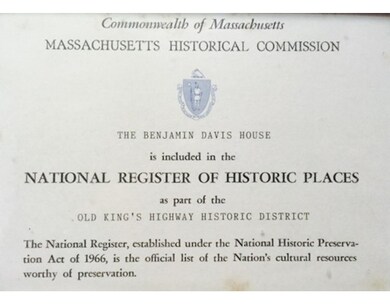 Commonwealth of Massachusetts
MASSACHUSETTS HISTORICAL COMMISSION
THE BENJAMIN DAVIS HOUSE
is included in the
NATIONAL REGISTER OF HISTORIC PLACES
as part of the
OLD KING'S HIGHWAY HISTORIC DISTRICT
The National Register, established under the National Historic Preserva-
tion Act of 1966, is the official list of the Nation's cultural resources
worthy of preservation.